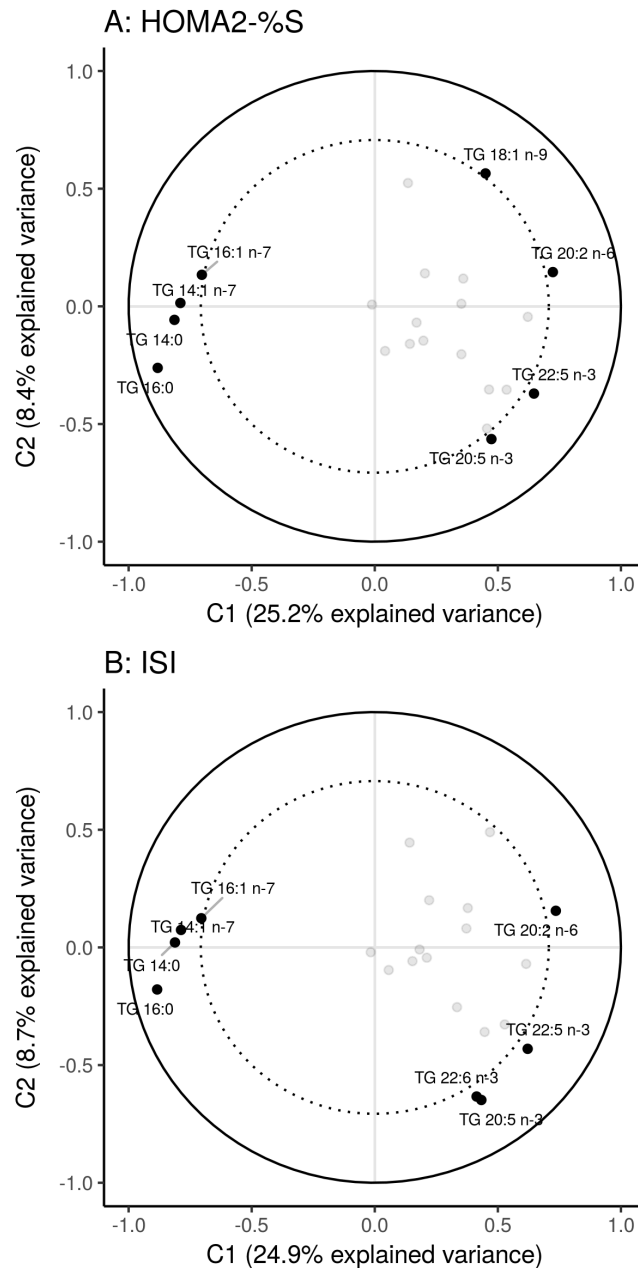 A: HOMA2-%S
1.0
TG 18:1 n-9
0.5
TG 16:1 n-7
TG 20:2 n-6
TG 14:1 n-7
0.0
TG 14:0
TG 22:5 n-3
TG 16:0
-0.5
TG 20:5 n-3
-1.0
C2 (8.4% explained variance)
-1.0 -0.5 0.0 0.5 1.0
C1 (25.2% explained variance)
B: ISI
1.0
0.5
TG 16:1 n-7
TG 14:1 n-7
TG 20:2 n-6
0.0
TG 14:0
TG 16:0
TG 22:5 n-3
-0.5
TG 22:6 n-3
TG 20:5 n-3
-1.0
C2 (8.7% explained variance)
-1.0 -0.5 0.0 0.5 1.0
C1 (24.9% explained variance)